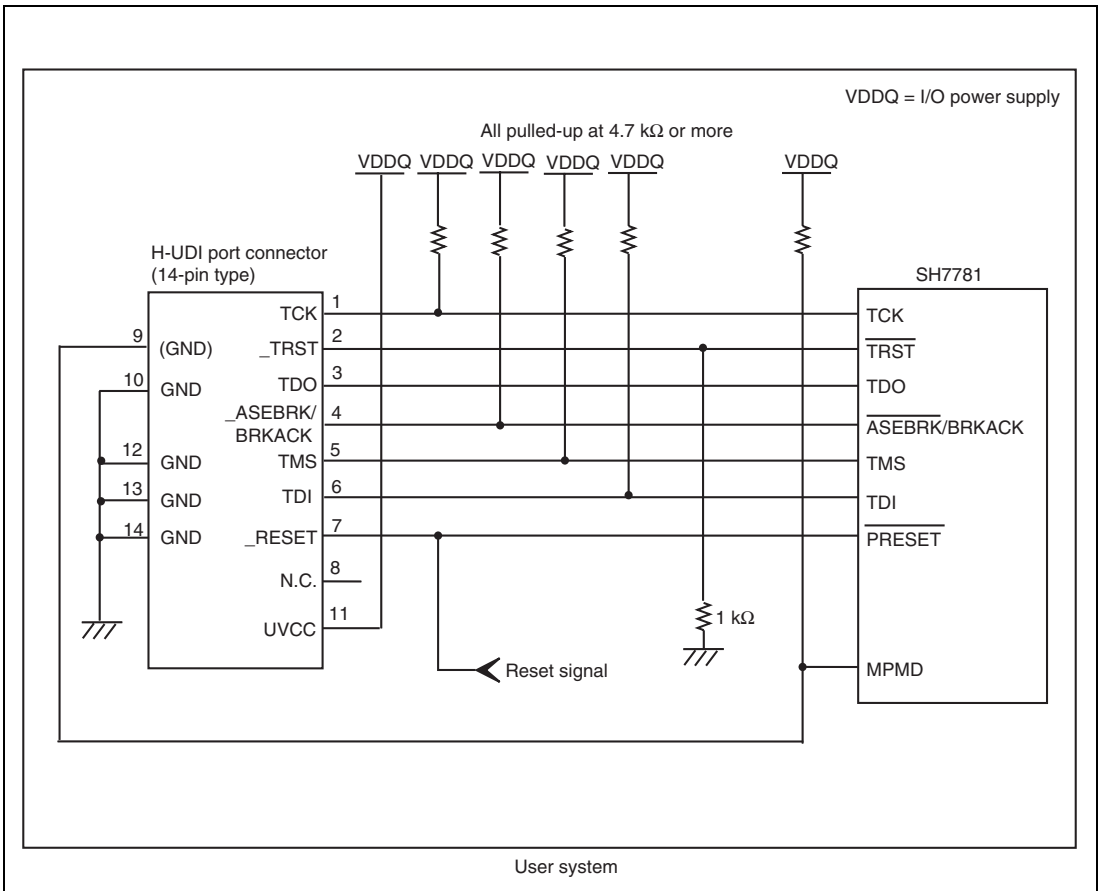 VDDQ = I/O power supply
All pulled-up at 4.7 kΩ or more
VDDQ VDDQ VDDQ VDDQ VDDQ VDDQ
H-UDI port connector
(14-pin type)
SH7781
TCK 1 TCK
9 (GND) _TRST 2 TRST
10 GND TDO 3 TDO
_ASEBRK/ 4 ASEBRK/BRKACK
BRKACK
12 GND TMS 5 TMS
13 GND TDI 6 TDI
14 GND _RESET 7 PRESET
N.C. 8
UVCC 11
1 kΩ
Reset signal
MPMD
User system